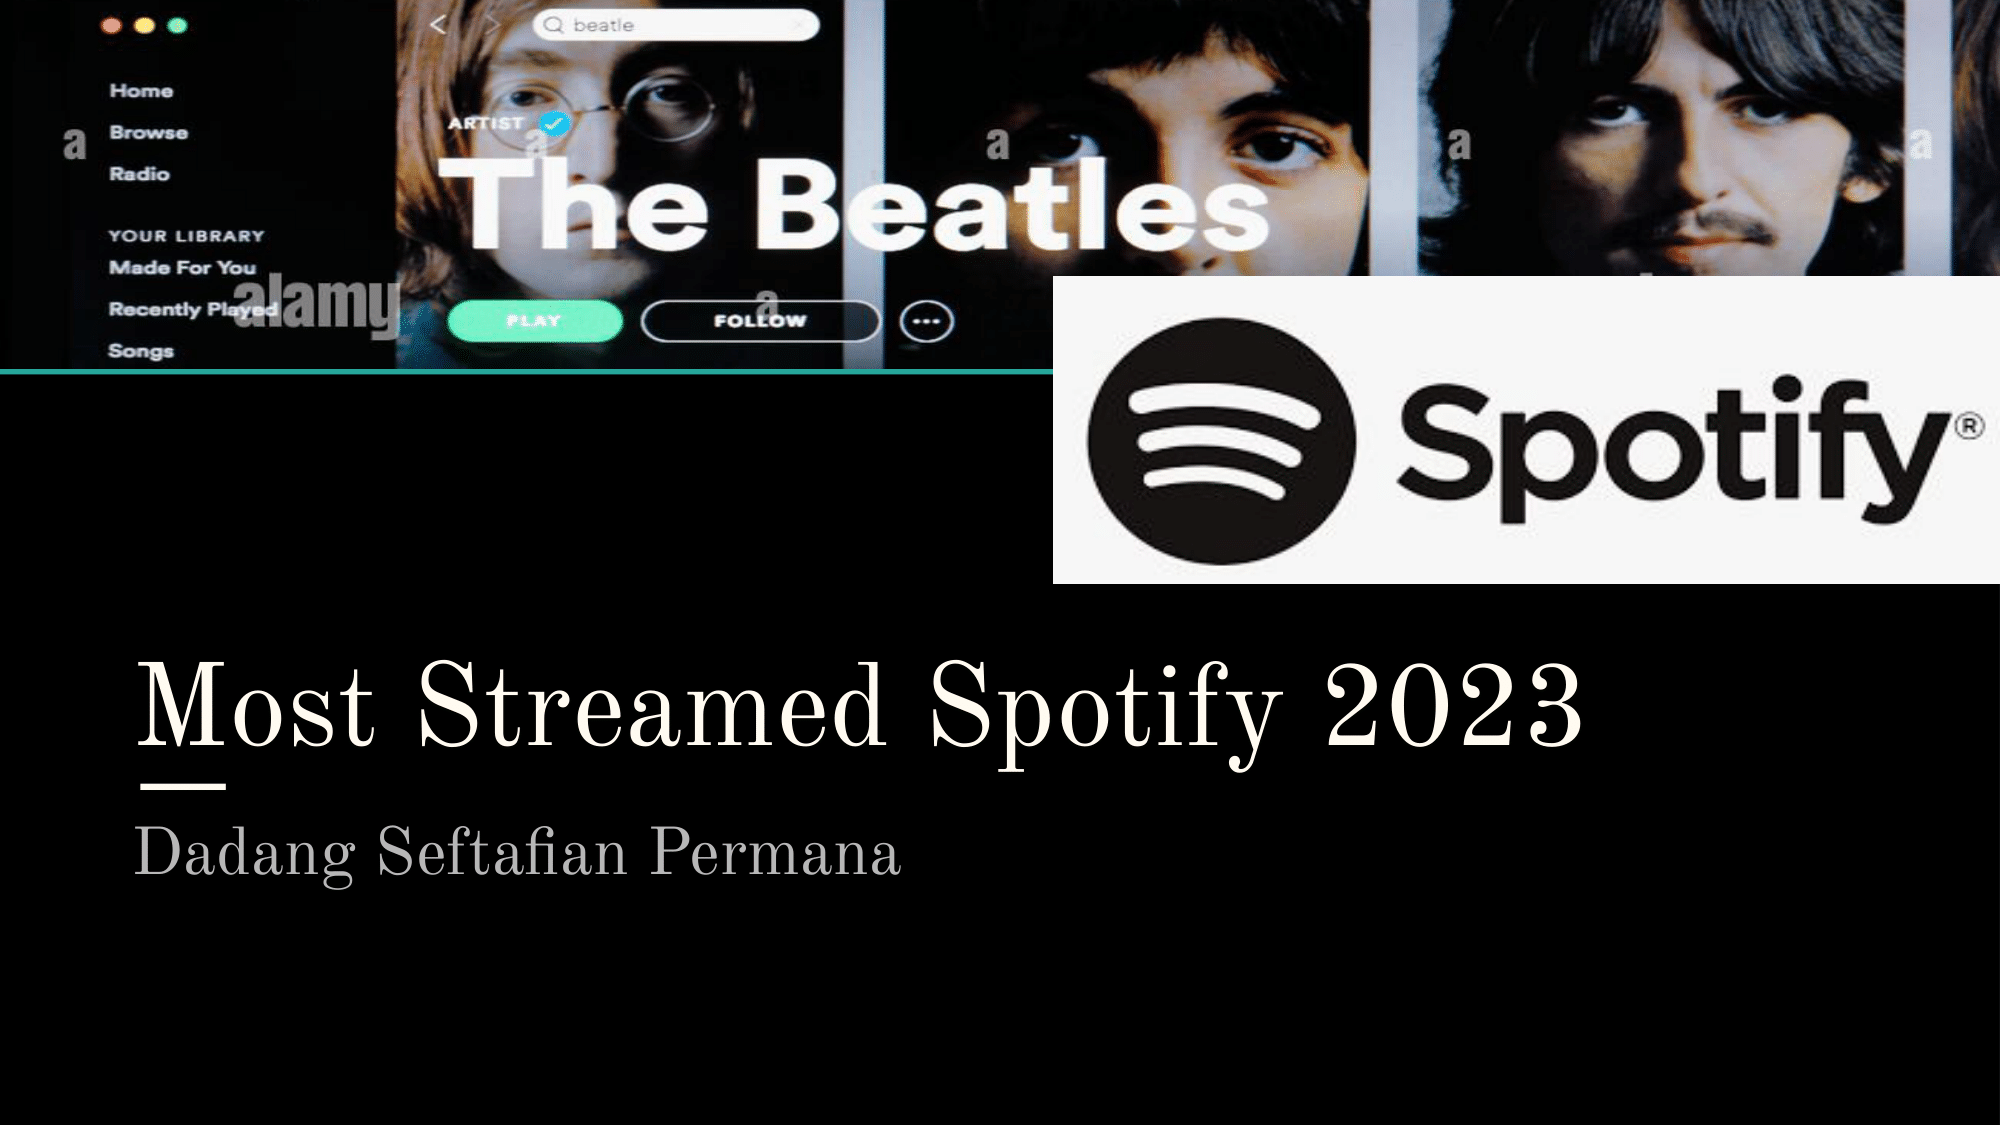 beatle
Home
Browse
Radio
YOUR LIBRARY
Made For You
Recently Played
Songs
ARTIST
The Beatles
PLAY
FOLLOW
a
a
a
a
a
a
alamy
Spotify®
Most Streamed Spotify 2023
Dadang Seftafian Permana